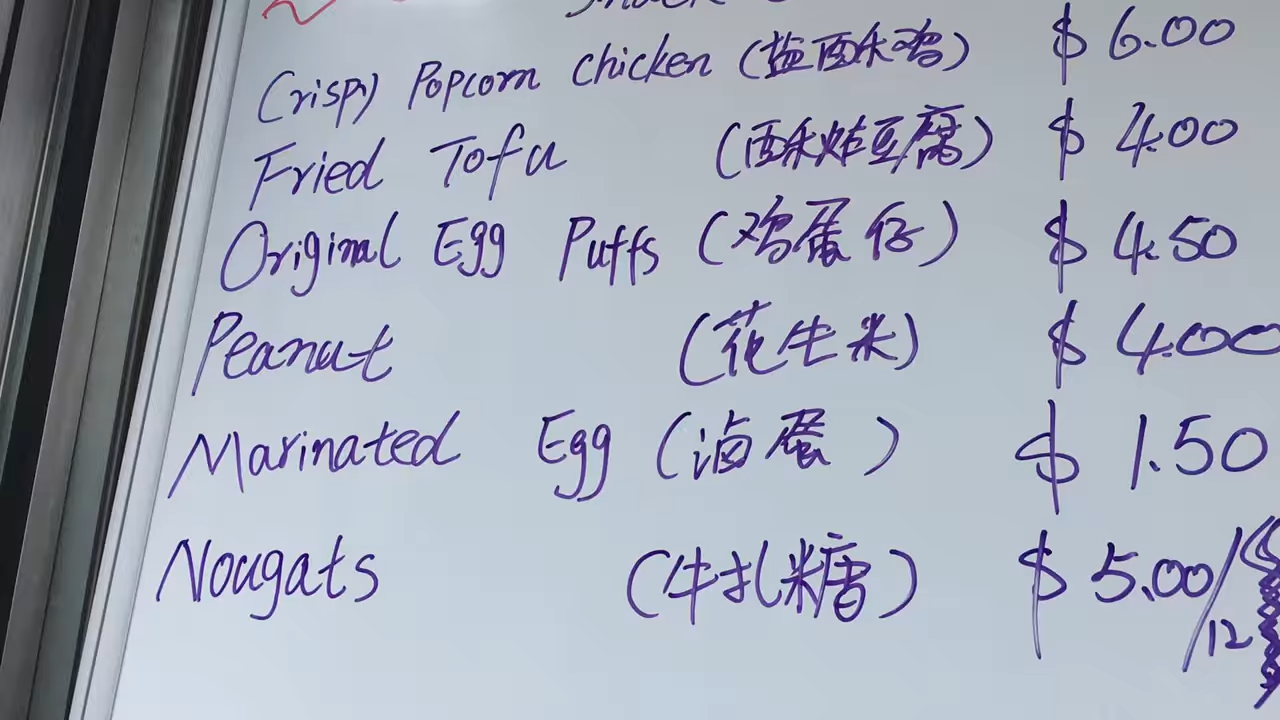 Crispy Popcorn Chicken (盐酥鸡) $ 6.00
Fried Tofu (酥炸豆腐) $ 4.00
Original Egg Puffs (鸡蛋仔) $ 4.50
Peanut (花生米) $ 4.00
Marinated Egg (卤蛋) $ 1.50
Nougats (牛扎糖) $ 5.00/12